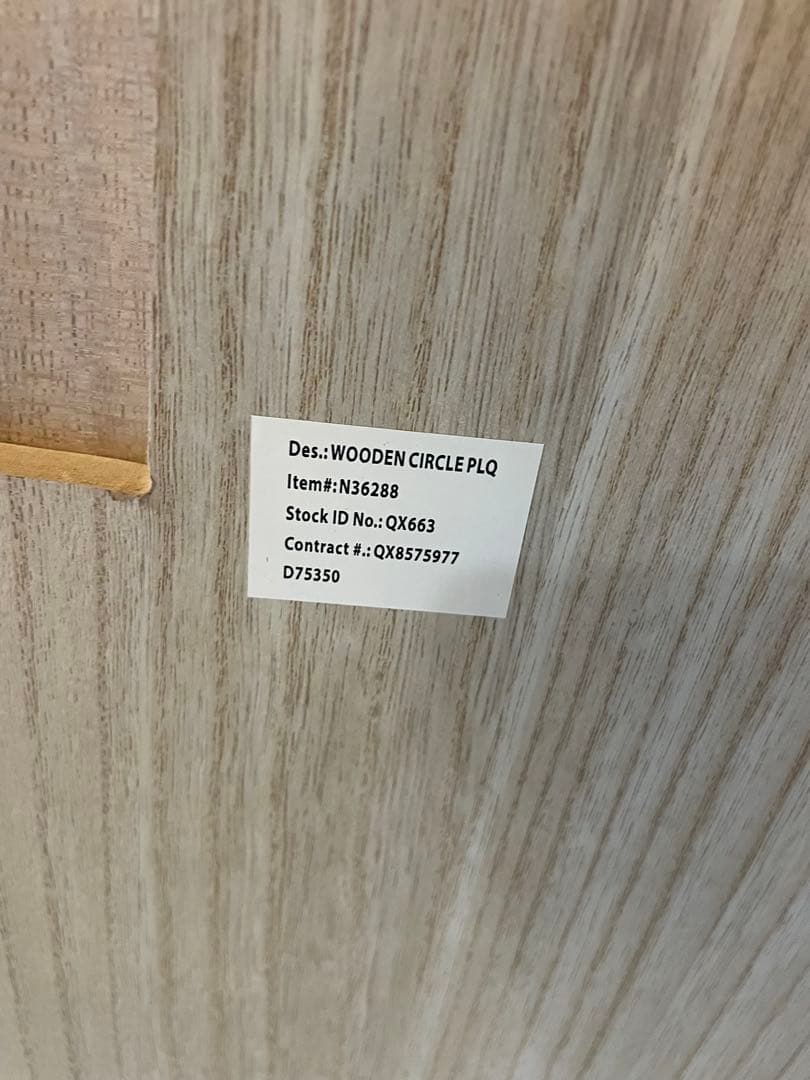 Des.: WOODEN CIRCLE PLQ
Item#: N36288
Stock ID No.: QX663
Contract #.: QX8575977
D75350